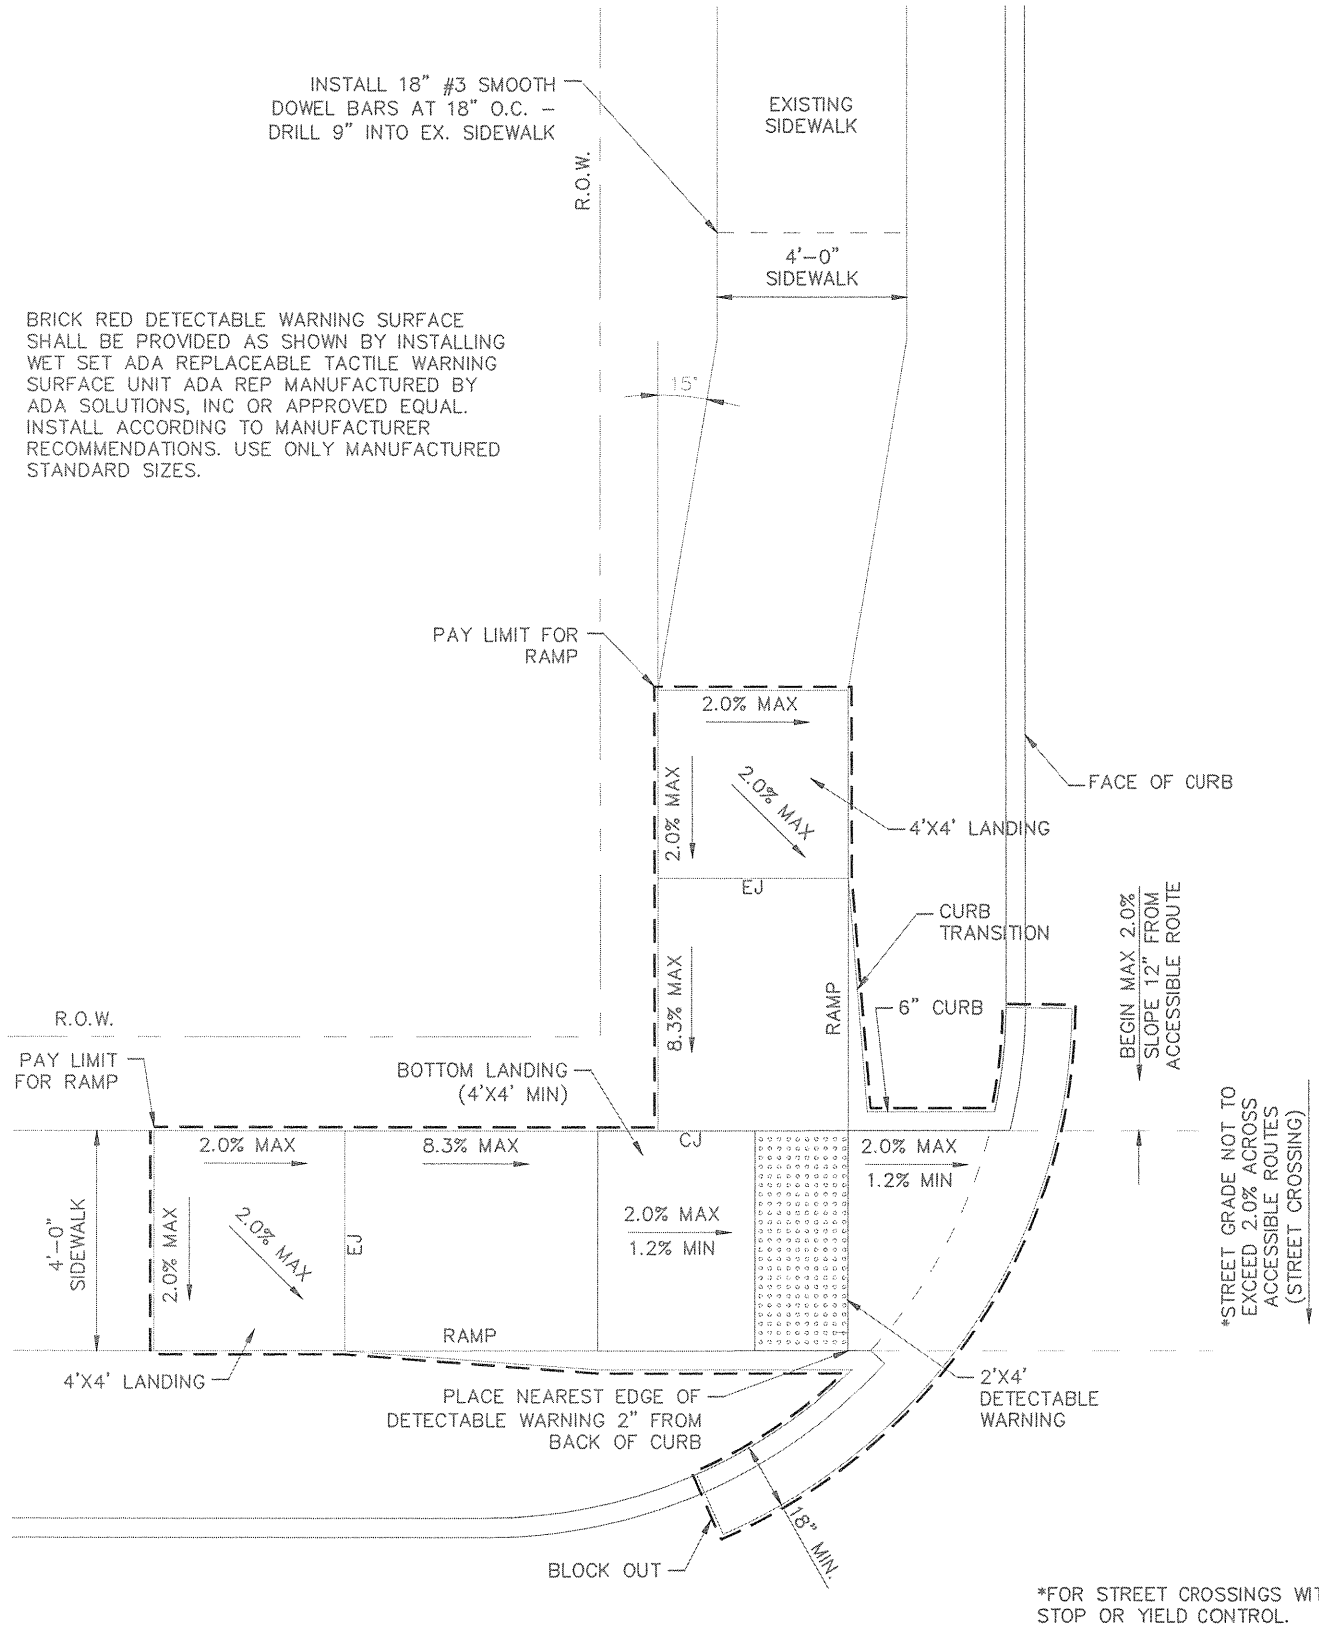 INSTALL 18" #3 SMOOTH
DOWEL BARS AT 18" O.C. –
DRILL 9" INTO EX. SIDEWALK
EXISTING
SIDEWALK
R.O.W.
4'–0"
SIDEWALK
BRICK RED DETECTABLE WARNING SURFACE
SHALL BE PROVIDED AS SHOWN BY INSTALLING
WET SET ADA REPLACEABLE TACTILE WARNING
SURFACE UNIT ADA REP MANUFACTURED BY
ADA SOLUTIONS, INC OR APPROVED EQUAL.
INSTALL ACCORDING TO MANUFACTURER
RECOMMENDATIONS. USE ONLY MANUFACTURED
STANDARD SIZES.
PAY LIMIT FOR
RAMP
2.0% MAX
2.0% MAX
2.0% MAX
FACE OF CURB
4'X4' LANDING
EJ
CURB
TRANSITION
8.3% MAX
RAMP
6" CURB
BEGIN MAX 2.0%
SLOPE 12" FROM
ACCESSIBLE ROUTE
R.O.W.
PAY LIMIT
FOR RAMP
BOTTOM LANDING
(4'X4' MIN)
2.0% MAX
8.3% MAX
CJ
2.0% MAX
1.2% MIN
4'–0"
SIDEWALK
2.0% MAX
2.0% MAX
EJ
2.0% MAX
1.2% MIN
*STREET GRADE NOT TO
EXCEED 2.0% ACROSS
ACCESSIBLE ROUTES
(STREET CROSSING)
RAMP
4'X4' LANDING
PLACE NEAREST EDGE OF
DETECTABLE WARNING 2" FROM
BACK OF CURB
2'X4'
DETECTABLE
WARNING
18" MIN.
BLOCK OUT
*FOR STREET CROSSINGS
STOP OR YIELD CONTROL.